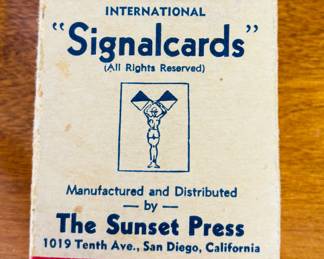 INTERNATIONAL
"Signalcards"
(All Rights Reserved)
Manufactured and Distributed
— by —
The Sunset Press
1019 Tenth Ave., San Diego, California